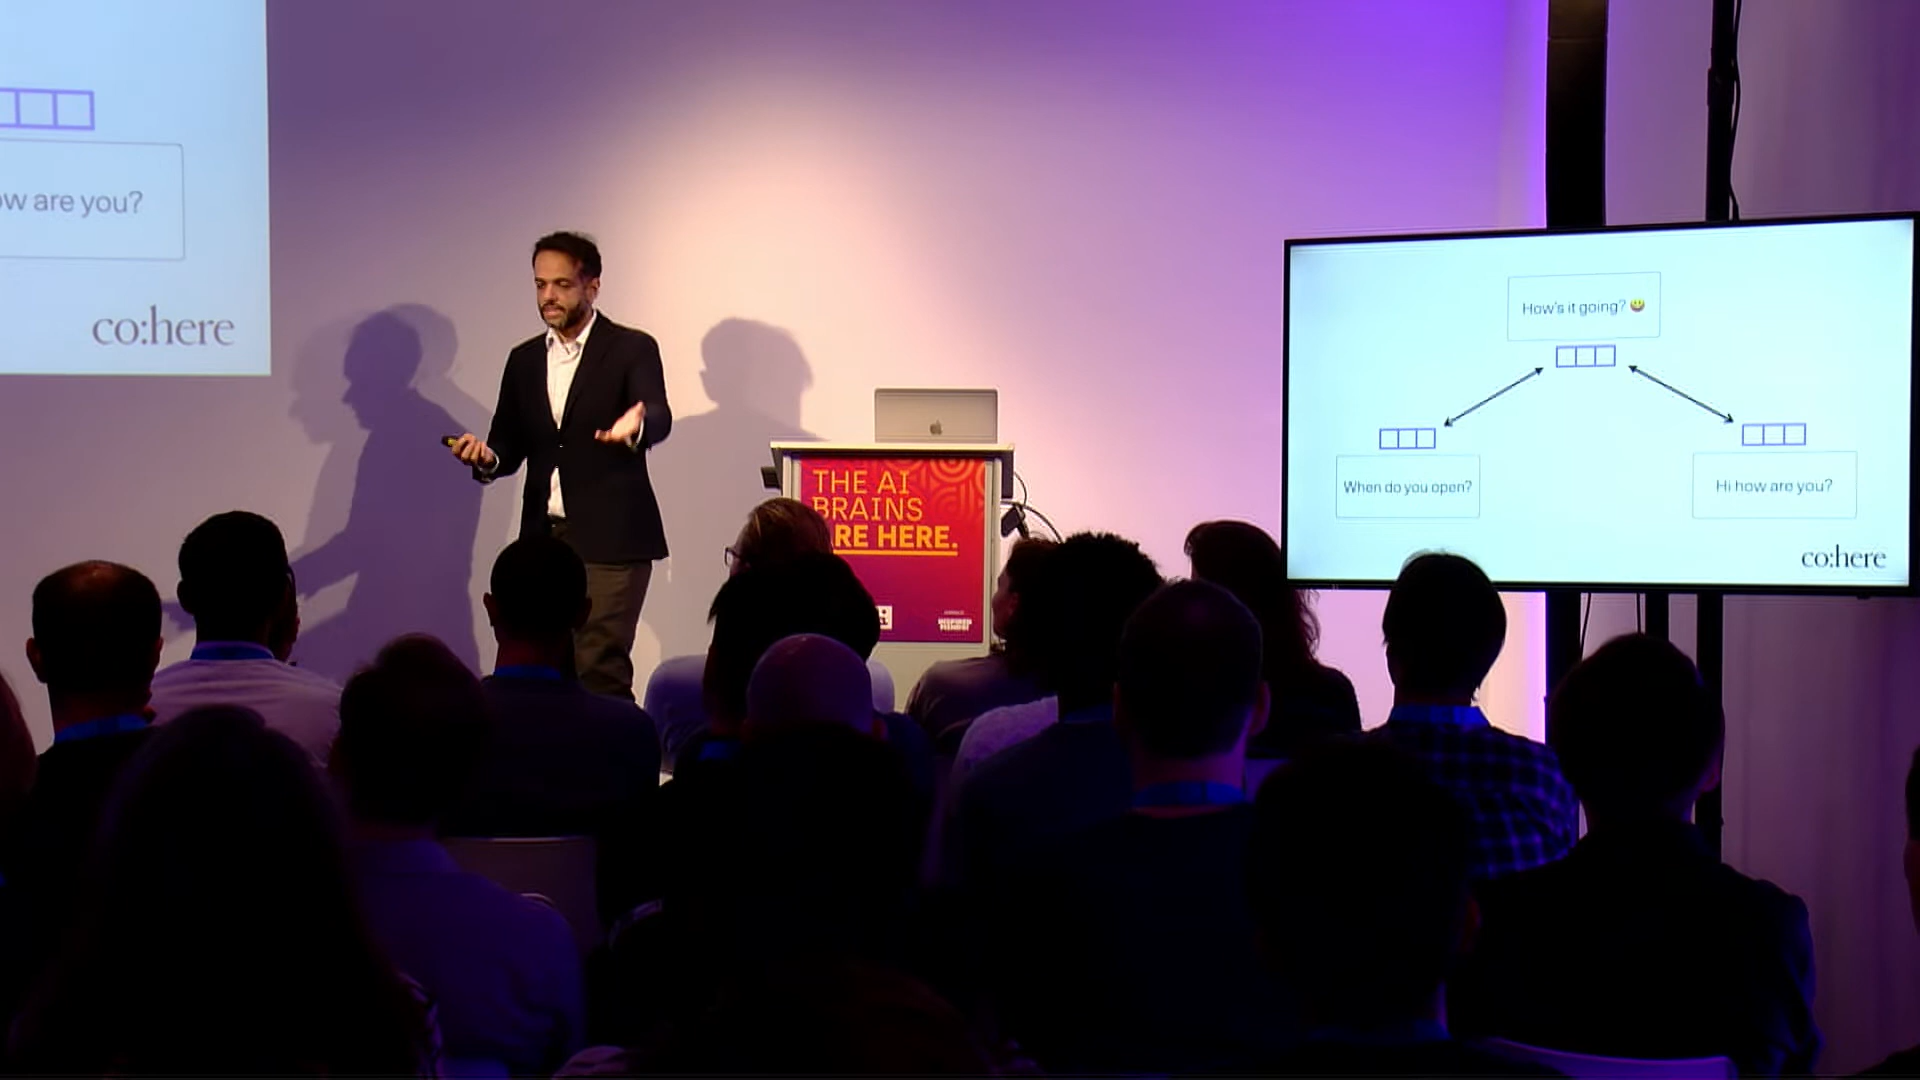 ow are you?
co:here
THE AI
BRAINS
ARE HERE.
How's it going? 😃
When do you open?
Hi how are you?
co:here